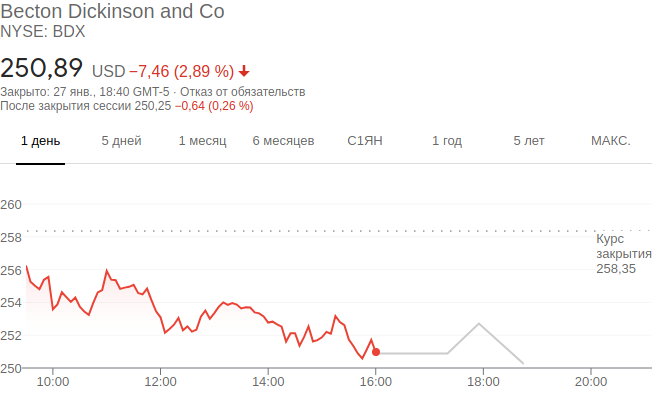 Becton Dickinson and Co
NYSE: BDX
250,89 USD −7,46 (2,89 %)
Закрыто: 27 янв., 18:40 GMT-5 · Отказ от обязательств
После закрытия сессии 250,25 −0,64 (0,26 %)
1 день 5 дней 1 месяц 6 месяцев С1ЯН 1 год 5 лет МАКС.
260
258
Курс
закрытия
258,35
256
254
252
250
10:00 12:00 14:00 16:00 18:00 20:00